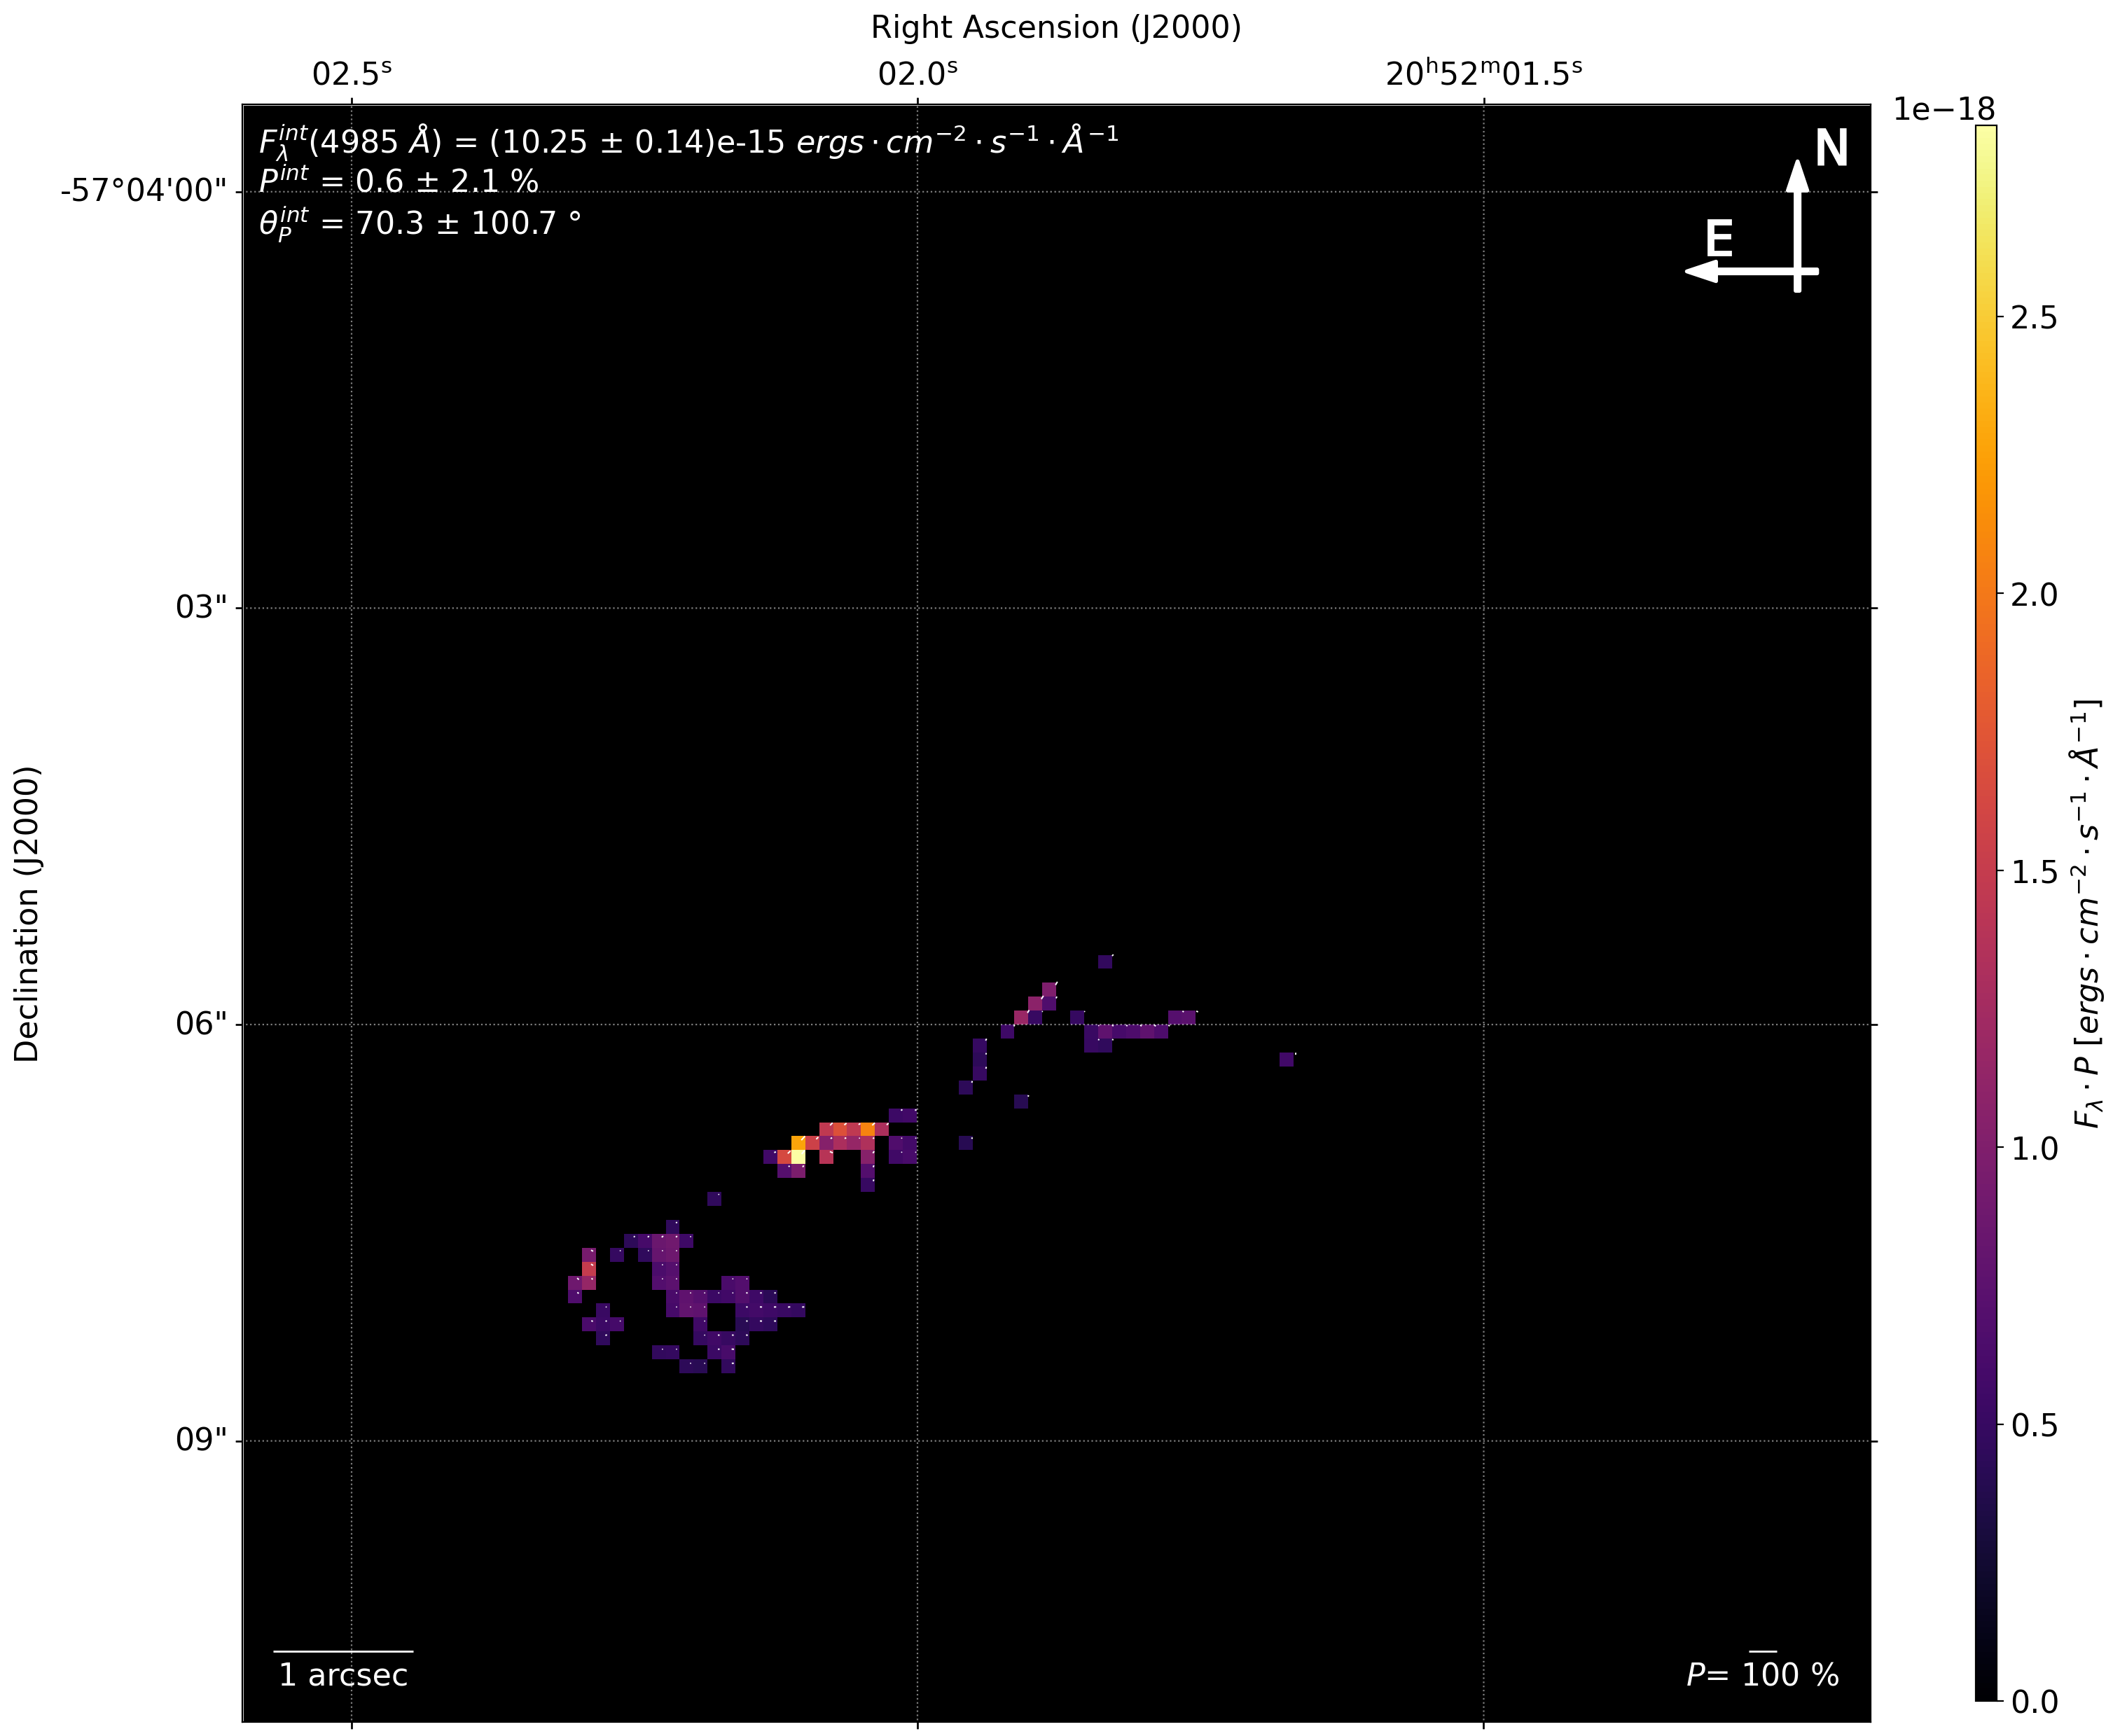 Right Ascension (J2000)
02.5ˢ 02.0ˢ 20ʰ52ᵐ01.5ˢ
1e−18
F_λ^int(4985 Å) = (10.25 ± 0.14)e-15 ergs · cm⁻² · s⁻¹ · Å⁻¹
P^int = 0.6 ± 2.1 %
θ_P^int = 70.3 ± 100.7 °
N
E
-57°04'00"
03"
06"
09"
Declination (J2000)
2.5
2.0
1.5
1.0
0.5
0.0
F_λ · P [ergs · cm⁻² · s⁻¹ · Å⁻¹]
1 arcsec
P= 100 %